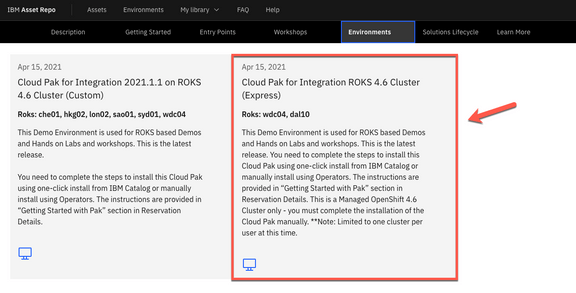 IBM Asset Repo
Assets
Environments
My library
FAQ
Help
Description
Getting Started
Entry Points
Workshops
Environments
Solutions Lifecycle
Learn More
Apr 15, 2021
Cloud Pak for Integration 2021.1.1 on ROKS
4.6 Cluster (Custom)
Roks: che01, hkg02, lon02, sao01, syd01, wdc04
This Demo Environment is used for ROKS based Demos
and Hands on Labs and workshops. This is the latest
release.
You need to complete the steps to install this Cloud Pak
using one-click install from IBM Catalog or manually
install using Operators. The instructions are provided in
“Getting Started with Pak” section in Reservation
Details.
Apr 15, 2021
Cloud Pak for Integration ROKS 4.6 Cluster
(Express)
Roks: wdc04, dal10
This Demo Environment is used for ROKS based Demos
and Hands on Labs and workshops. This is the latest
release. You need to complete the steps to install this
Cloud Pak using one-click install from IBM Catalog or
manually install using Operators. The instructions are
provided in “Getting Started with Pak” section in
Reservation Details. This is a Managed OpenShift 4.6
Cluster only - you must complete the installation of the
Cloud Pak manually. **Note: Limited to one cluster per
user at this time.